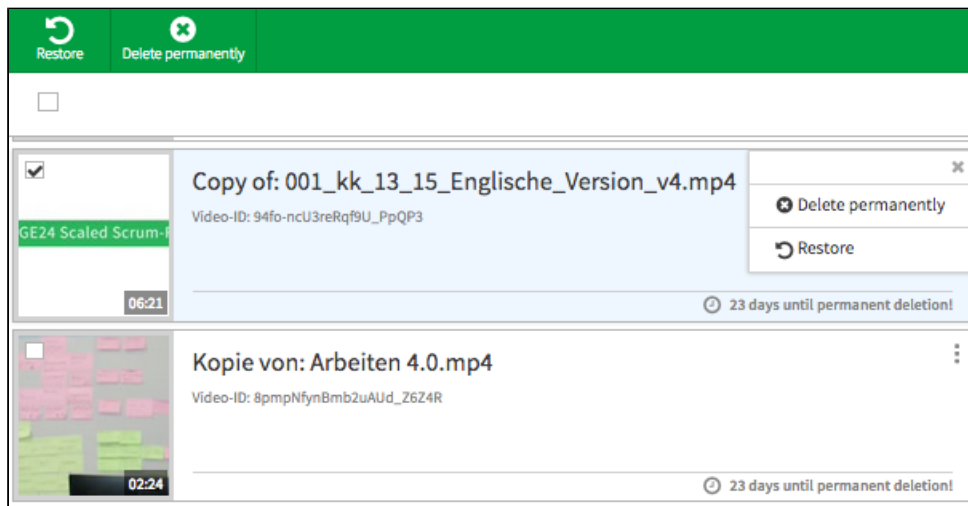 Restore
Delete permanently
Copy of: 001_kk_13_15_Englische_Version_v4.mp4
Video-ID: 94fo-ncU3reRqf9U_PpQP3
Delete permanently
Restore
GE24 Scaled Scrum-F
06:21
23 days until permanent deletion!
Kopie von: Arbeiten 4.0.mp4
Video-ID: 8pmpNfynBmb2uAUd_Z6Z4R
02:24
23 days until permanent deletion!